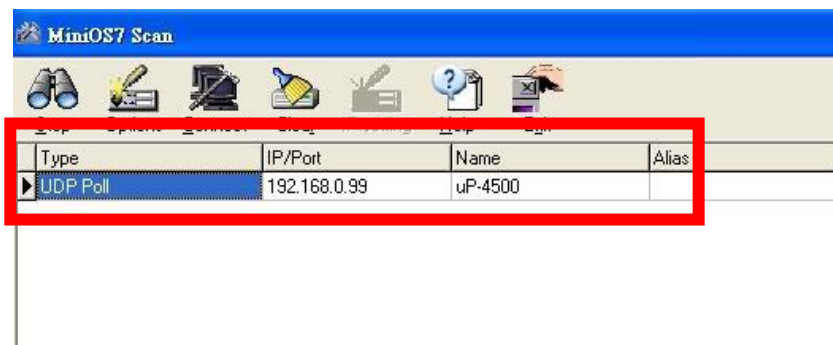 MiniOS7 Scan
Type IP/Port Name Alias
UDP Poll 192.168.0.99 uP-4500